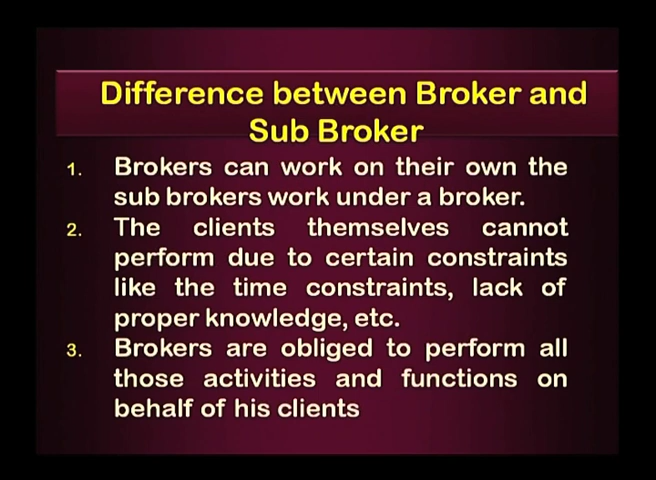 Difference between Broker and
Sub Broker
1. Brokers can work on their own the
sub brokers work under a broker.
2. The clients themselves cannot
perform due to certain constraints
like the time constraints, lack of
proper knowledge, etc.
3. Brokers are obliged to perform all
those activities and functions on
behalf of his clients